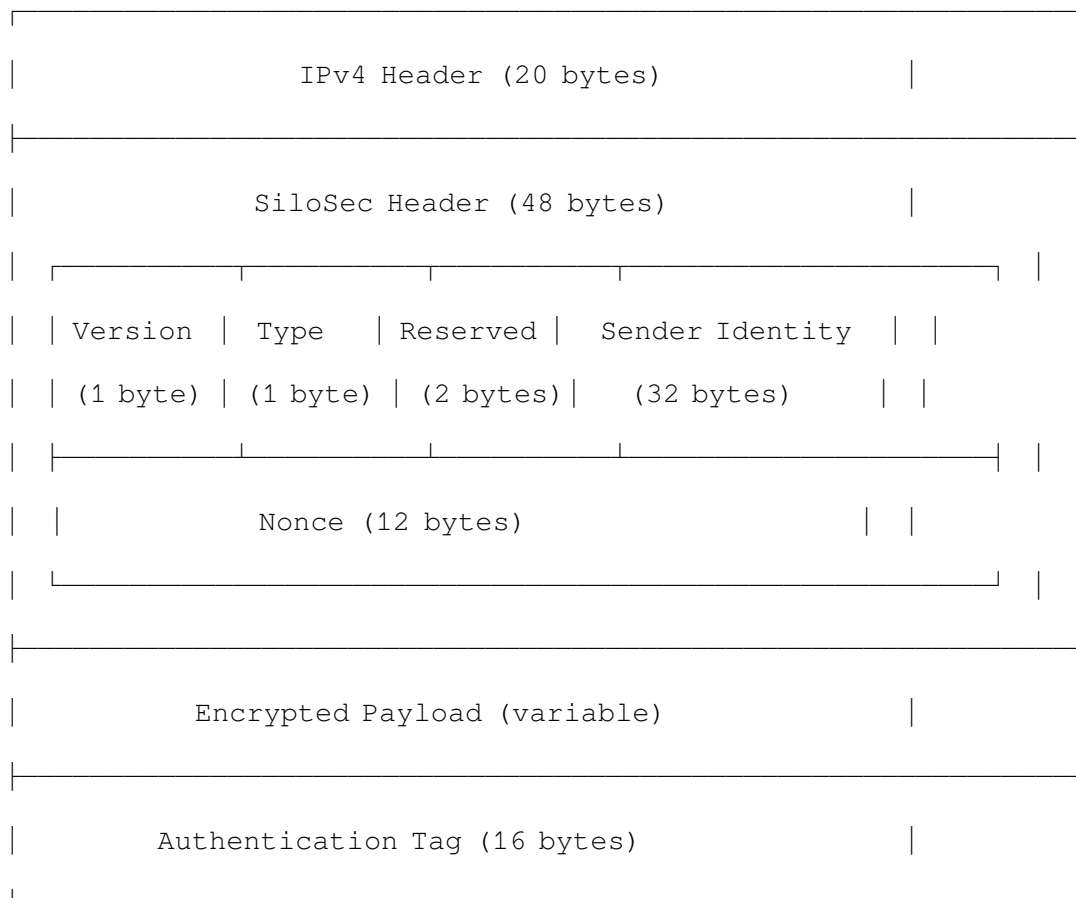 IPv4 Header (20 bytes)
SiloSec Header (48 bytes)
Version Type Reserved Sender Identity
(1 byte) (1 byte) (2 bytes) (32 bytes)
Nonce (12 bytes)
Encrypted Payload (variable)
Authentication Tag (16 bytes)